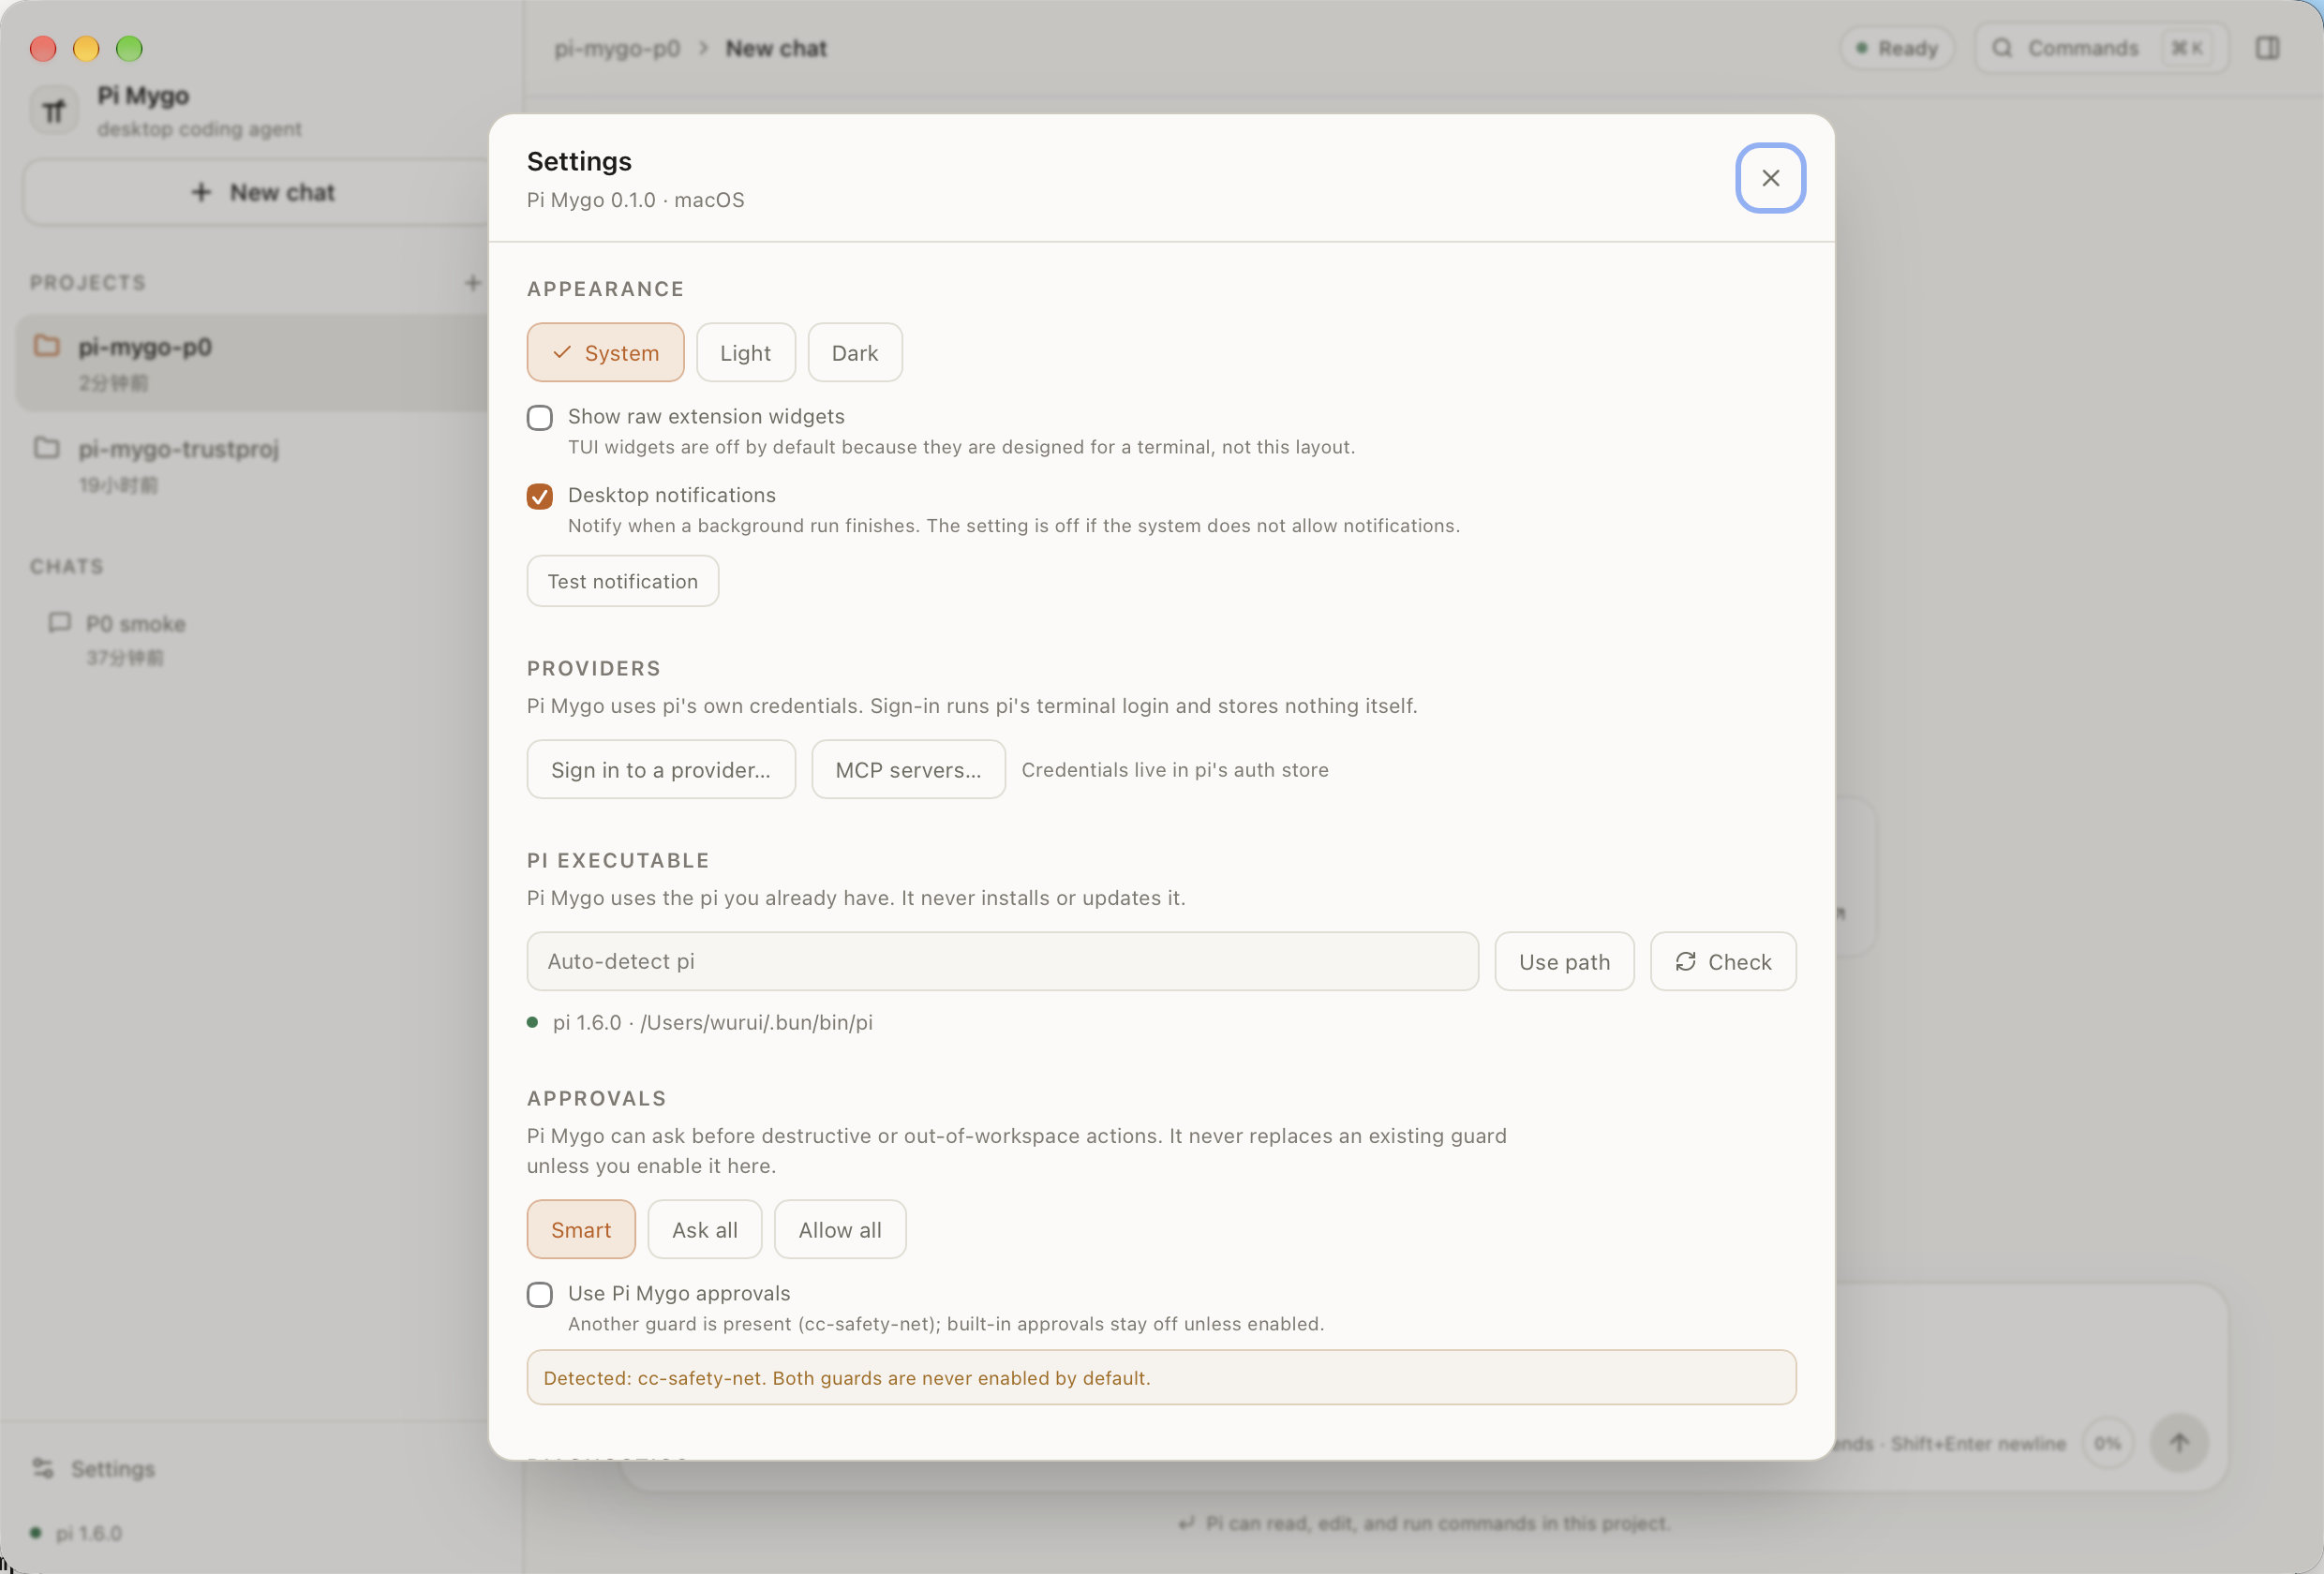 pi-mygo-p0 > New chat
Ready
Commands ⌘K
Pi Mygo
desktop coding agent
+ New chat
PROJECTS +
pi-mygo-p0
2分钟前
pi-mygo-trustproj
19小时前
CHATS
P0 smoke
37分钟前
Settings
pi 1.6.0
Settings
Pi Mygo 0.1.0 · macOS
APPEARANCE
System
Light
Dark
Show raw extension widgets
TUI widgets are off by default because they are designed for a terminal, not this layout.
Desktop notifications
Notify when a background run finishes. The setting is off if the system does not allow notifications.
Test notification
PROVIDERS
Pi Mygo uses pi's own credentials. Sign-in runs pi's terminal login and stores nothing itself.
Sign in to a provider...
MCP servers...
Credentials live in pi's auth store
PI EXECUTABLE
Pi Mygo uses the pi you already have. It never installs or updates it.
Auto-detect pi
Use path
Check
pi 1.6.0 · /Users/wurui/.bun/bin/pi
APPROVALS
Pi Mygo can ask before destructive or out-of-workspace actions. It never replaces an existing guard
unless you enable it here.
Smart
Ask all
Allow all
Use Pi Mygo approvals
Another guard is present (cc-safety-net); built-in approvals stay off unless enabled.
Detected: cc-safety-net. Both guards are never enabled by default.
· Shift+Enter newline
0%
Pi can read, edit, and run commands in this project.